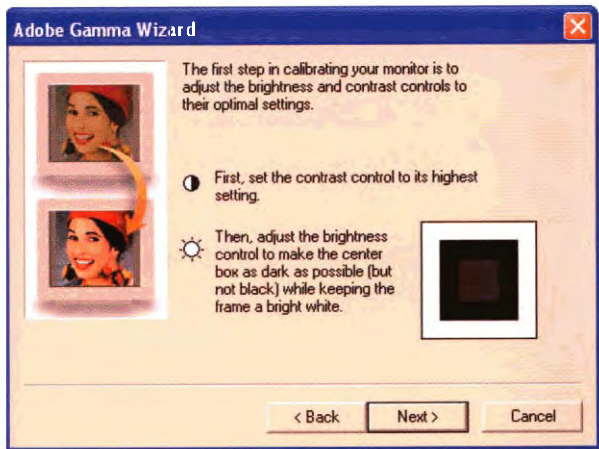 Adobe Gamma Wizard
The first step in calibrating your monitor is to
adjust the brightness and contrast controls to
their optimal settings.
First, set the contrast control to its highest
setting.
Then, adjust the brightness
control to make the center
box as dark as possible (but
not black) while keeping the
frame a bright white.
< Back
Next >
Cancel